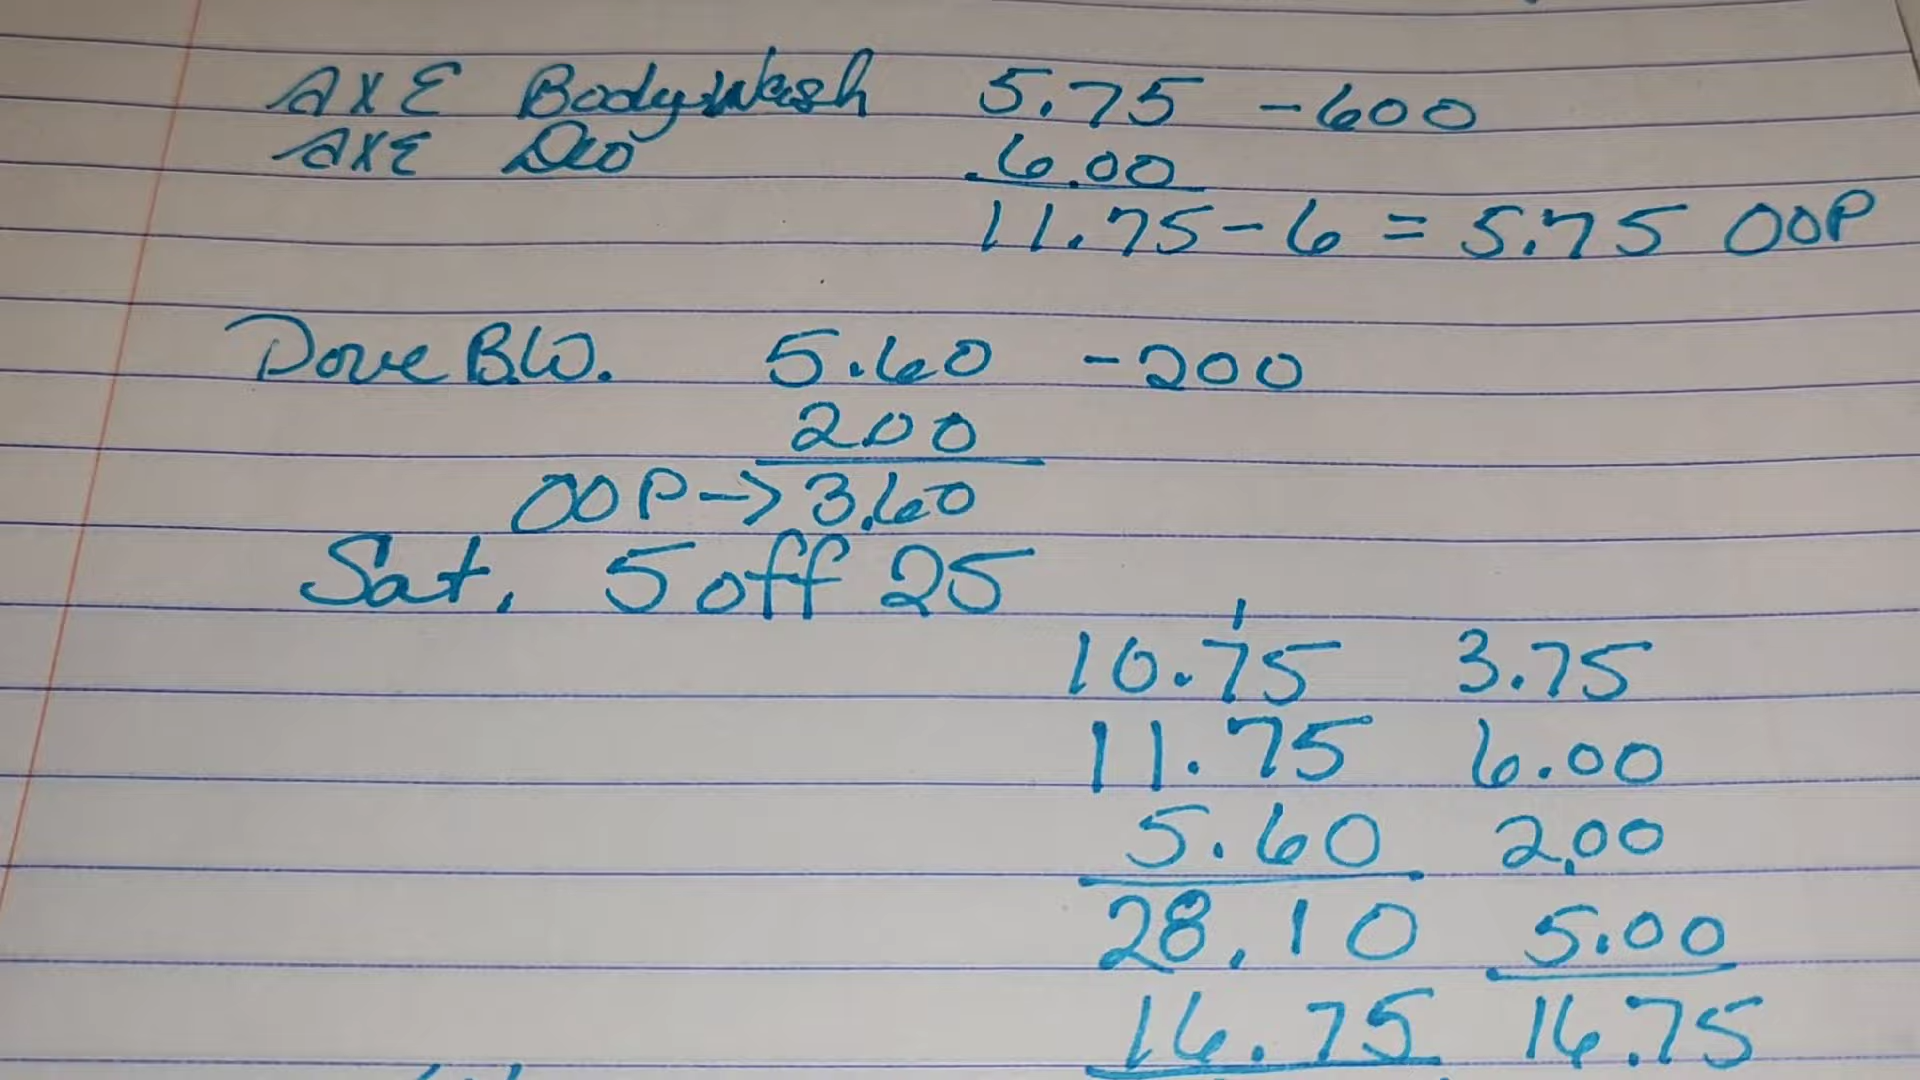 AXE Bodywash 5.75 -600
AXE Deo 6.00
11.75-6 = 5.75 OOP
Dove B.W. 5.60 -200
200
OOP-> 3.60
Sat. 5 off 25
1
10.75 3.75
11.75 6.00
5.60 2.00
28.10 5.00
16.75 16.75